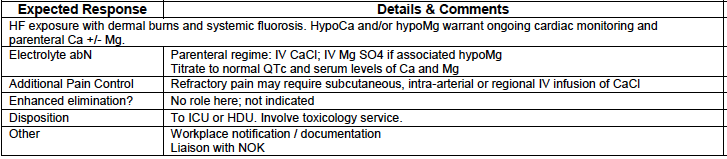 Expected Response Details & Comments
HF exposure with dermal burns and systemic fluorosis. HypoCa and/or hypoMg warrant ongoing cardiac monitoring and
parenteral Ca +/- Mg.
Electrolyte abN Parenteral regime: IV CaCl; IV Mg SO4 if associated hypoMg
Titrate to normal QTc and serum levels of Ca and Mg
Additional Pain Control Refractory pain may require subcutaneous, intra-arterial or regional IV infusion of CaCl
Enhanced elimination? No role here; not indicated
Disposition To ICU or HDU. Involve toxicology service.
Other Workplace notification / documentation
Liaison with NOK